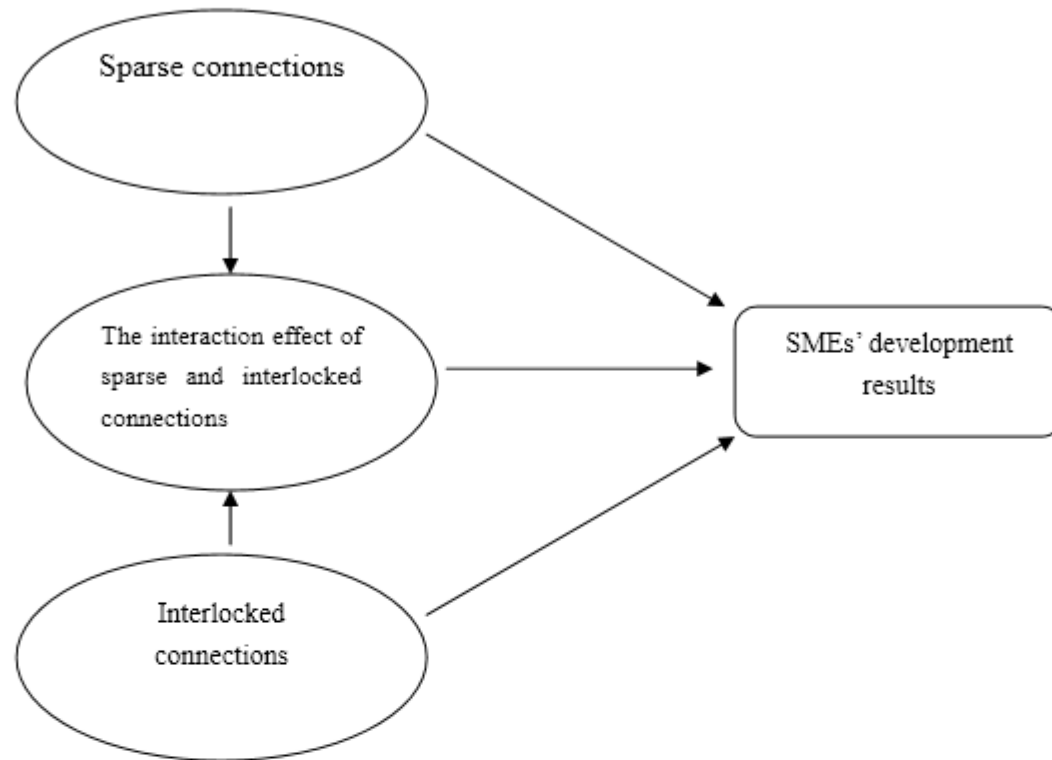 Sparse connections
The interaction effect of
sparse and interlocked
connections
SMEs’ development
results
Interlocked
connections